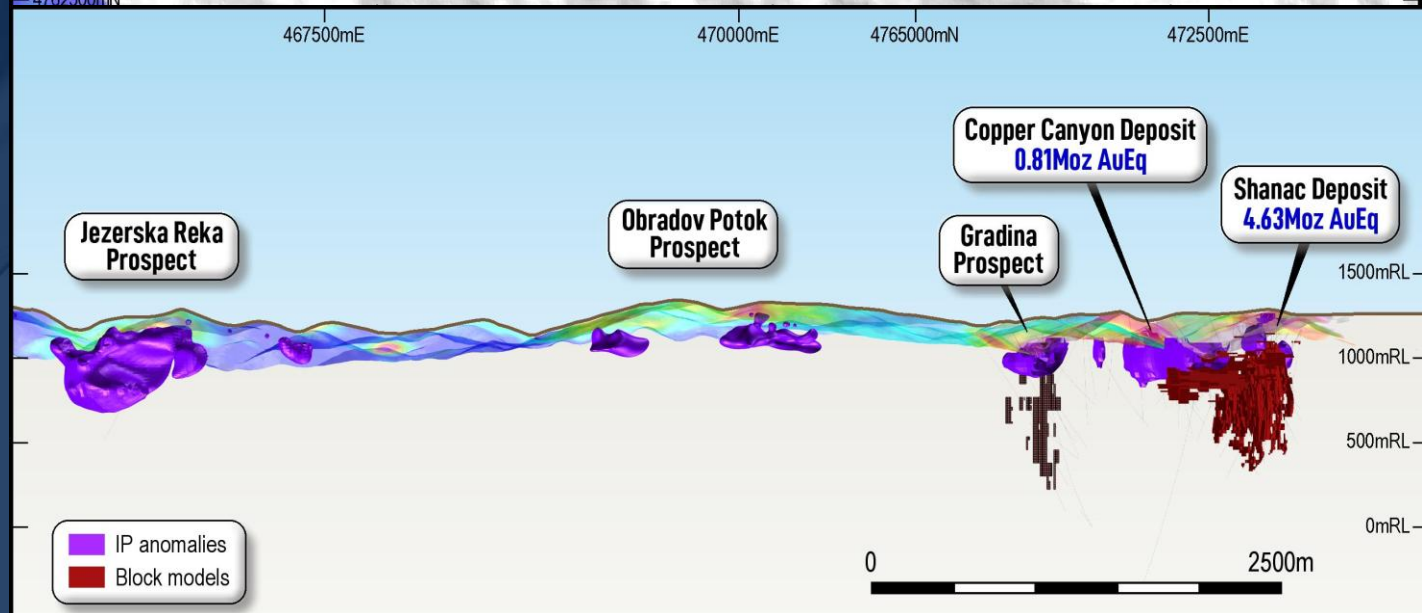 4762500mN
467500mE
470000mE
4765000mN
472500mE
Copper Canyon Deposit
0.81Moz AuEq
Shanac Deposit
4.63Moz AuEq
Jezerska Reka
Prospect
Obradov Potok
Prospect
Gradina
Prospect
1500mRL
1000mRL
500mRL
0mRL
IP anomalies
Block models
0
2500m